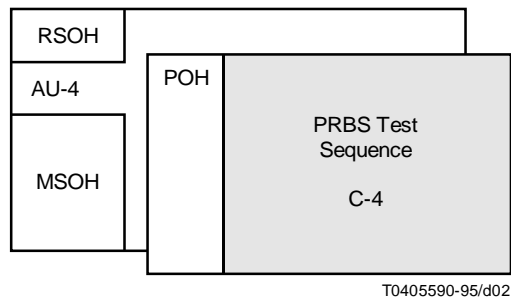 RSOH
AU-4
MSOH
POH
PRBS Test
Sequence
C-4
T0405590-95/d02